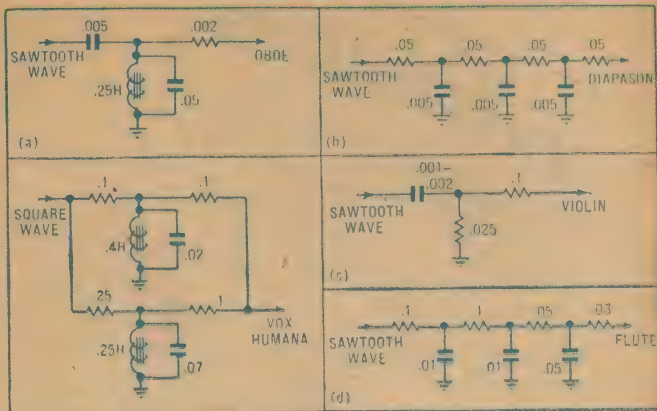 .005
.002
SAWTOOTH
WAVE
OBOE
.25H
.05
(a)
.05
.05
.05
.05
SAWTOOTH
WAVE
DIAPASON
.005
.005
.005
(b)
.1
.1
SQUARE
WAVE
.4H
.02
.25
.1
VOX
HUMANA
.25H
.07
.001-
.002
.1
SAWTOOTH
WAVE
VIOLIN
.025
(c)
.1
.1
.05
.03
SAWTOOTH
WAVE
FLUTE
.01
.01
.05
(d)